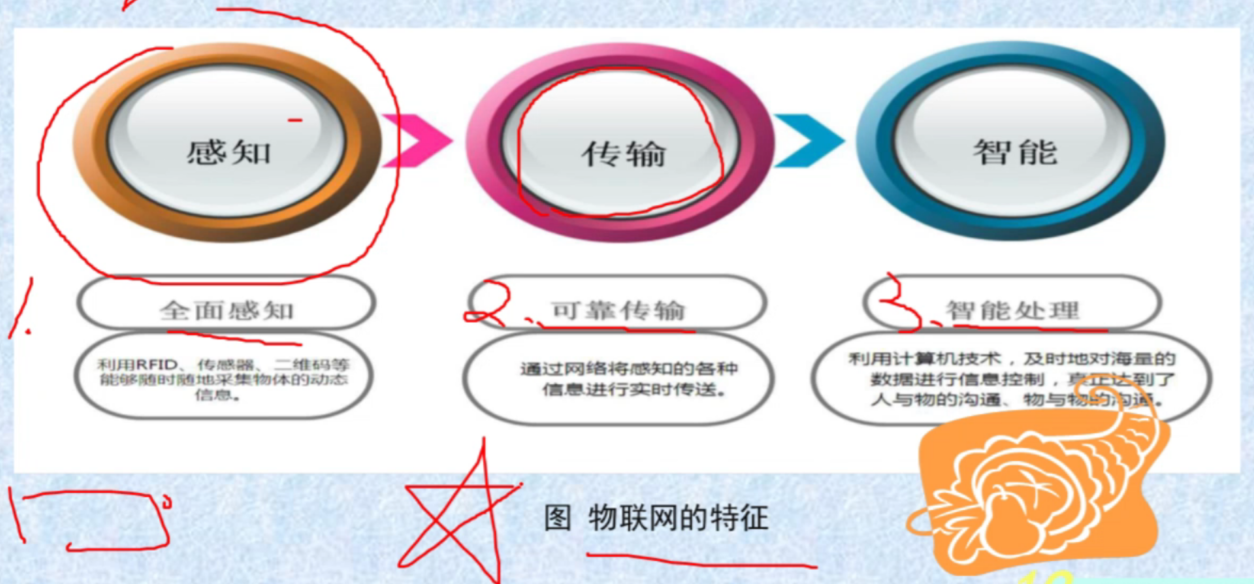 感知
传输
智能
1.
全面感知
2.
可靠传输
3.
智能处理
利用RFID、传感器、二维码等
能够随时随地采集物体的动态
信息。
通过网络将感知的各种
信息进行实时传送。
利用计算机技术，及时地对海量的
数据进行信息控制，真正达到了
人与物的沟通、物与物的沟通。
图 物联网的特征